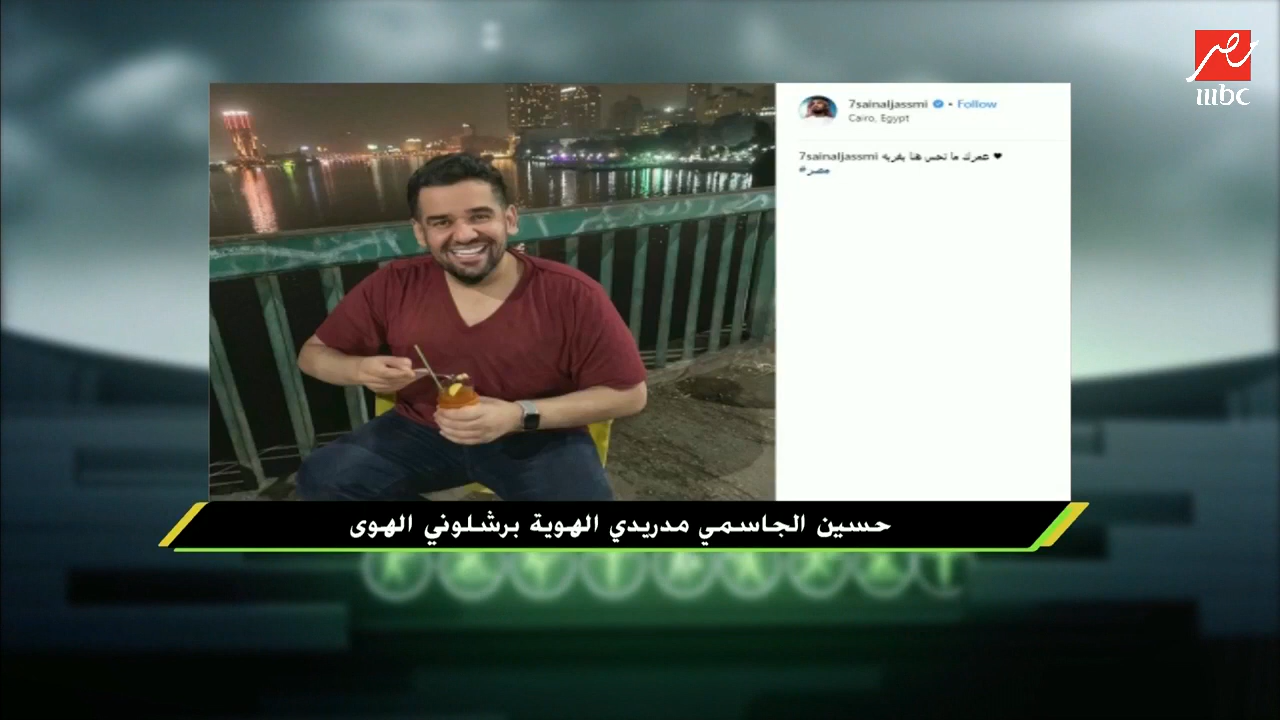 مصر
mbc
7sainaljassmi • Follow
Cairo, Egypt
7sainaljassmi عمرك ما تحس هنا بغربة ♥
#مصر
حسين الجاسمي مدريدي الهوية برشلوني الهوى